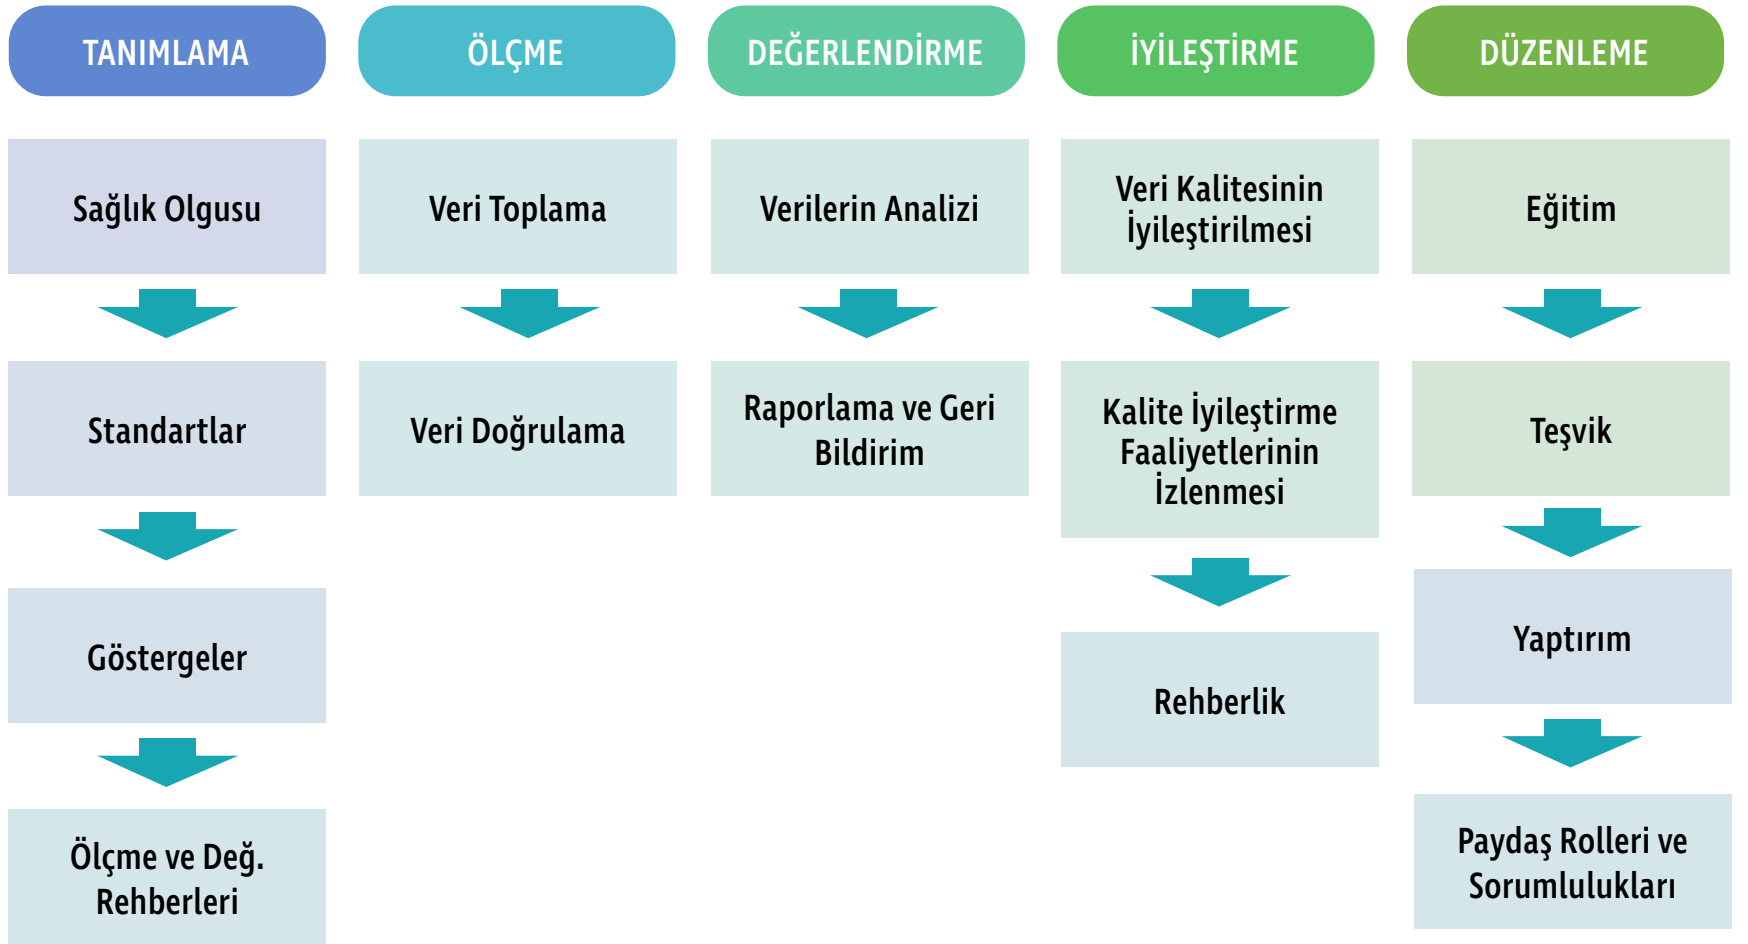 TANIMLAMA
ÖLÇME
DEĞERLENDİRME
İYİLEŞTİRME
DÜZENLEME
Sağlık Olgusu
Veri Toplama
Verilerin Analizi
Veri Kalitesinin
İyileştirilmesi
Eğitim
Standartlar
Veri Doğrulama
Raporlama ve Geri
Bildirim
Kalite İyileştirme
Faaliyetlerinin
İzlenmesi
Teşvik
Göstergeler
Rehberlik
Yaptırım
Ölçme ve Değ.
Rehberleri
Paydaş Rolleri ve
Sorumlulukları